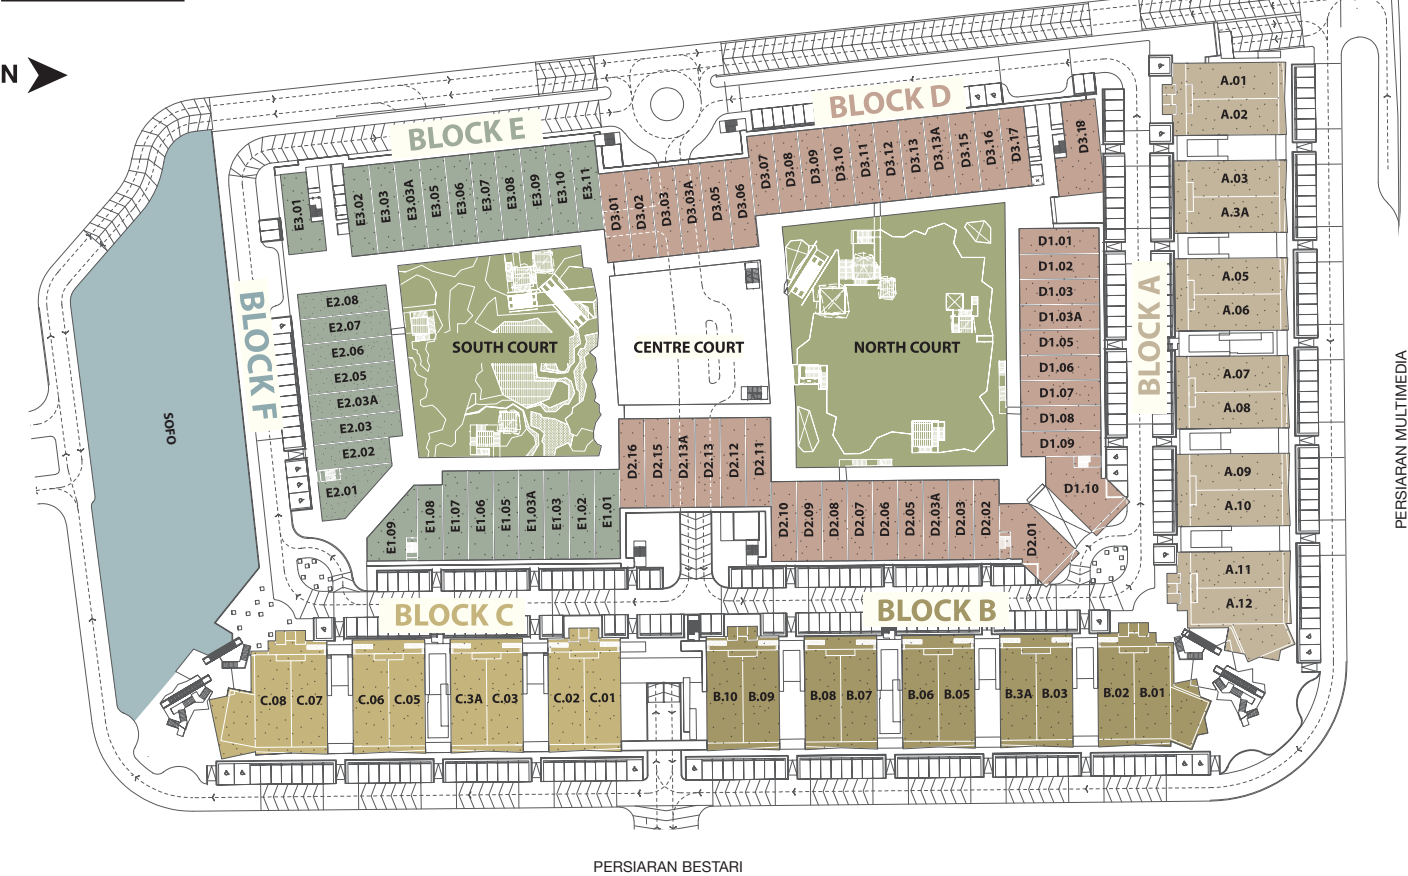 N
BLOCK E
BLOCK D
BLOCK F
BLOCK A
BLOCK C
BLOCK B
SOFO
SOUTH COURT
CENTRE COURT
NORTH COURT
PERSIARAN MULTIMEDIA
PERSIARAN BESTARI
E3.01
E3.02
E3.03
E3.03A
E3.05
E3.06
E3.07
E3.08
E3.09
E3.10
E3.11
D3.01
D3.02
D3.03
D3.03A
D3.05
D3.06
D3.07
D3.08
D3.09
D3.10
D3.11
D3.12
D3.13
D3.13A
D3.15
D3.16
D3.17
D3.18
A.01
A.02
A.03
A.3A
A.05
A.06
A.07
A.08
A.09
A.10
A.11
A.12
D1.01
D1.02
D1.03
D1.03A
D1.05
D1.06
D1.07
D1.08
D1.09
D1.10
E2.08
E2.07
E2.06
E2.05
E2.03A
E2.03
E2.02
E2.01
E1.09
E1.08
E1.07
E1.06
E1.05
E1.03A
E1.03
E1.02
E1.01
D2.16
D2.15
D2.13A
D2.13
D2.12
D2.11
D2.10
D2.09
D2.08
D2.07
D2.06
D2.05
D2.03A
D2.03
D2.02
D2.01
C.08
C.07
C.06
C.05
C.3A
C.03
C.02
C.01
B.10
B.09
B.08
B.07
B.06
B.05
B.3A
B.03
B.02
B.01